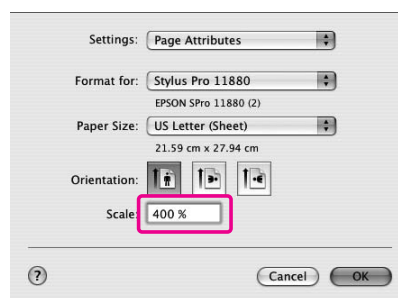 Settings: Page Attributes
Format for: Stylus Pro 11880
EPSON SPro 11880 (2)
Paper Size: US Letter (Sheet)
21.59 cm x 27.94 cm
Orientation:
Scale: 400 %
? Cancel OK